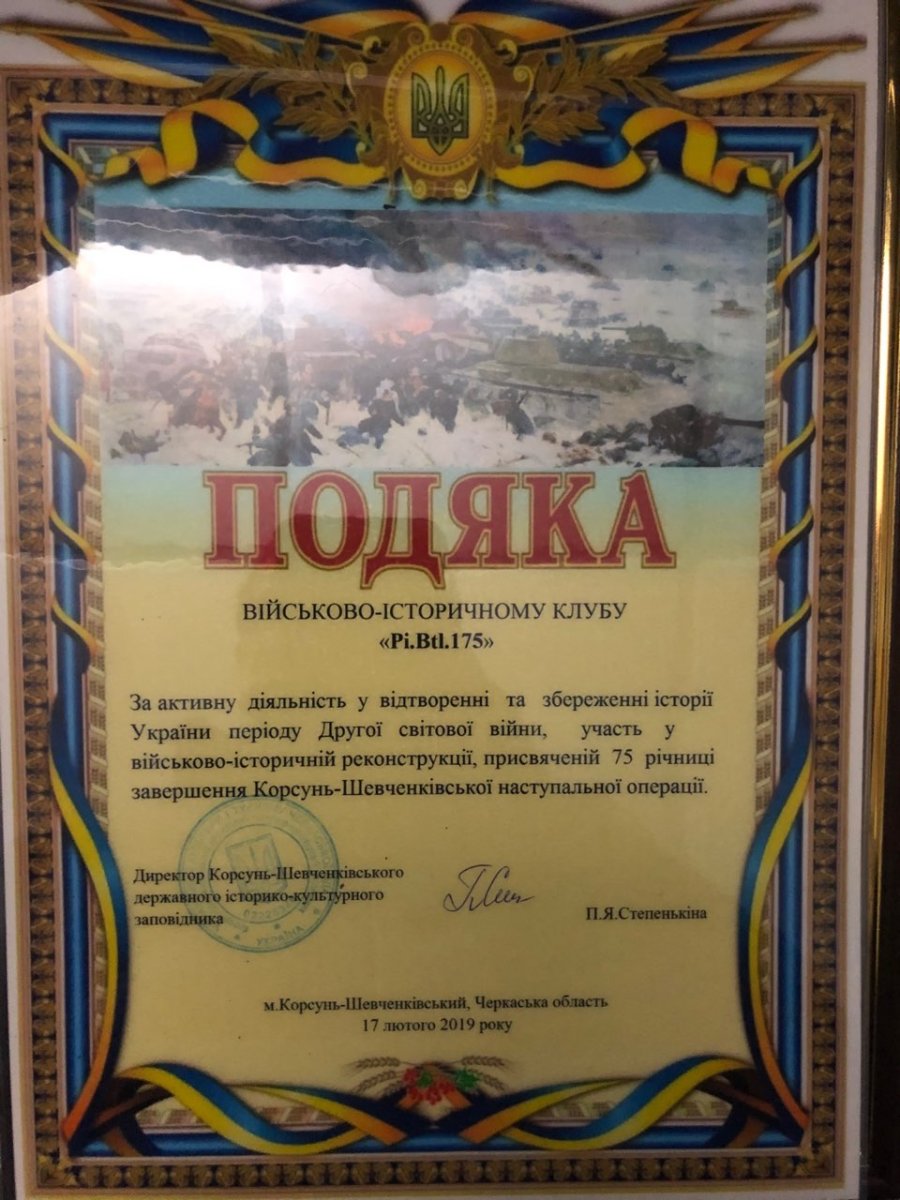 ПОДЯКА
ВІЙСЬКОВО-ІСТОРИЧНОМУ КЛУБУ
«Pi.Btl.175»
За активну діяльність у відтворенні та збереженні історії
України періоду Другої світової війни, участь у
військово-історичній реконструкції, присвяченій 75 річниці
завершення Корсунь-Шевченківської наступальної операції.
Директор Корсунь-Шевченківського
державного історико-культурного
заповідника
П.Я.Степенькіна
УКРАЇНА
м.Корсунь-Шевченківський, Черкаська область
17 лютого 2019 року